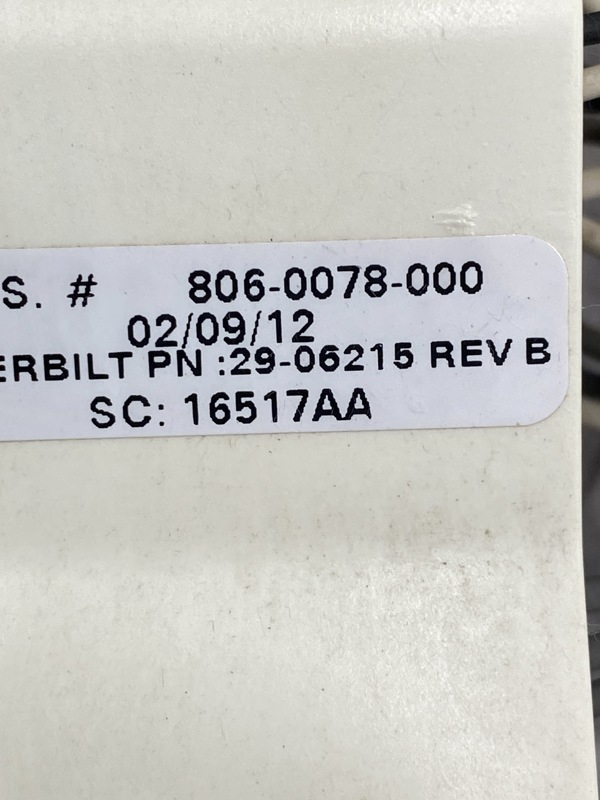 S. # 806-0078-000
02/09/12
ERBILT PN :29-06215 REV B
SC: 16517AA